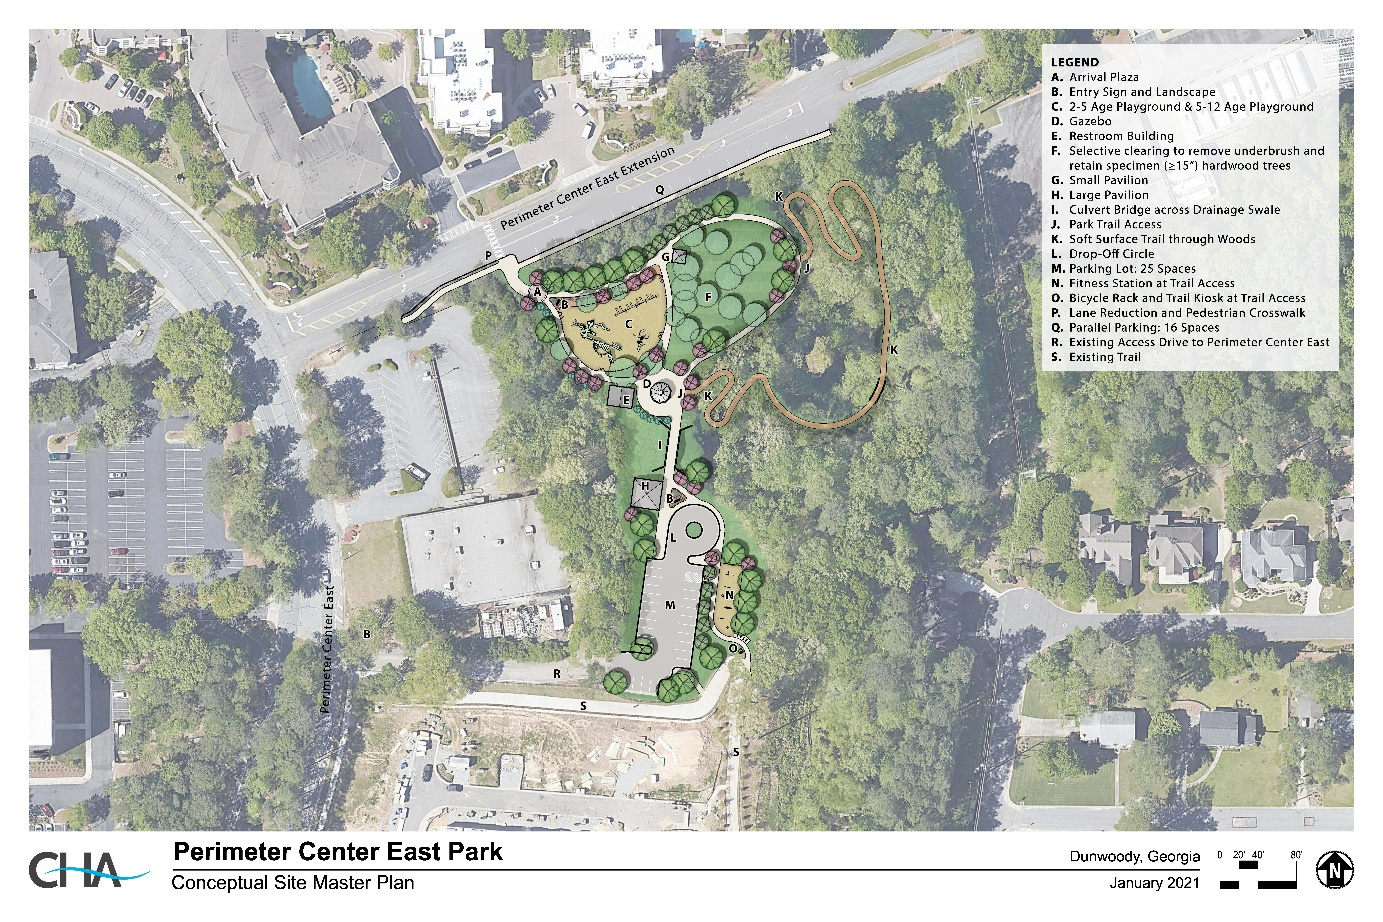 LEGEND
A. Arrival Plaza
B. Entry Sign and Landscape
C. 2-5 Age Playground & 5-12 Age Playground
D. Gazebo
E. Restroom Building
F. Selective clearing to remove underbrush and
retain specimen (≥15") hardwood trees
G. Small Pavilion
H. Large Pavilion
I. Culvert Bridge across Drainage Swale
J. Park Trail Access
K. Soft Surface Trail through Woods
L. Drop-Off Circle
M. Parking Lot: 25 Spaces
N. Fitness Station at Trail Access
O. Bicycle Rack and Trail Kiosk at Trail Access
P. Lane Reduction and Pedestrian Crosswalk
Q. Parallel Parking: 16 Spaces
R. Existing Access Drive to Perimeter Center East
S. Existing Trail
Perimeter Center East Extension
Q
K
P
G
J
A
B
F
C
K
D
J
K
E
I
H
B
L
N
M
B
O
R
S
S
Perimeter Center East
CHA
Perimeter Center East Park
Conceptual Site Master Plan
Dunwoody, Georgia
January 2021
0 20' 40' 80'
N